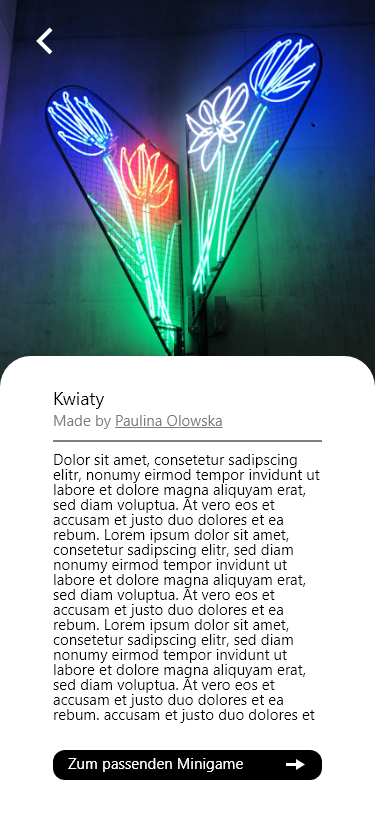 Kwiaty
Made by Paulina Olowska
Dolor sit amet, consetetur sadipscing
elitr, nonumy eirmod tempor invidunt ut
labore et dolore magna aliquyam erat,
sed diam voluptua. At vero eos et
accusam et justo duo dolores et ea
rebum. Lorem ipsum dolor sit amet,
consetetur sadipscing elitr, sed diam
nonumy eirmod tempor invidunt ut
labore et dolore magna aliquyam erat,
sed diam voluptua. At vero eos et
accusam et justo duo dolores et ea
rebum. Lorem ipsum dolor sit amet,
consetetur sadipscing elitr, sed diam
nonumy eirmod tempor invidunt ut
labore et dolore magna aliquyam erat,
sed diam voluptua. At vero eos et
accusam et justo duo dolores et ea
rebum. accusam et justo duo dolores et
Zum passenden Minigame